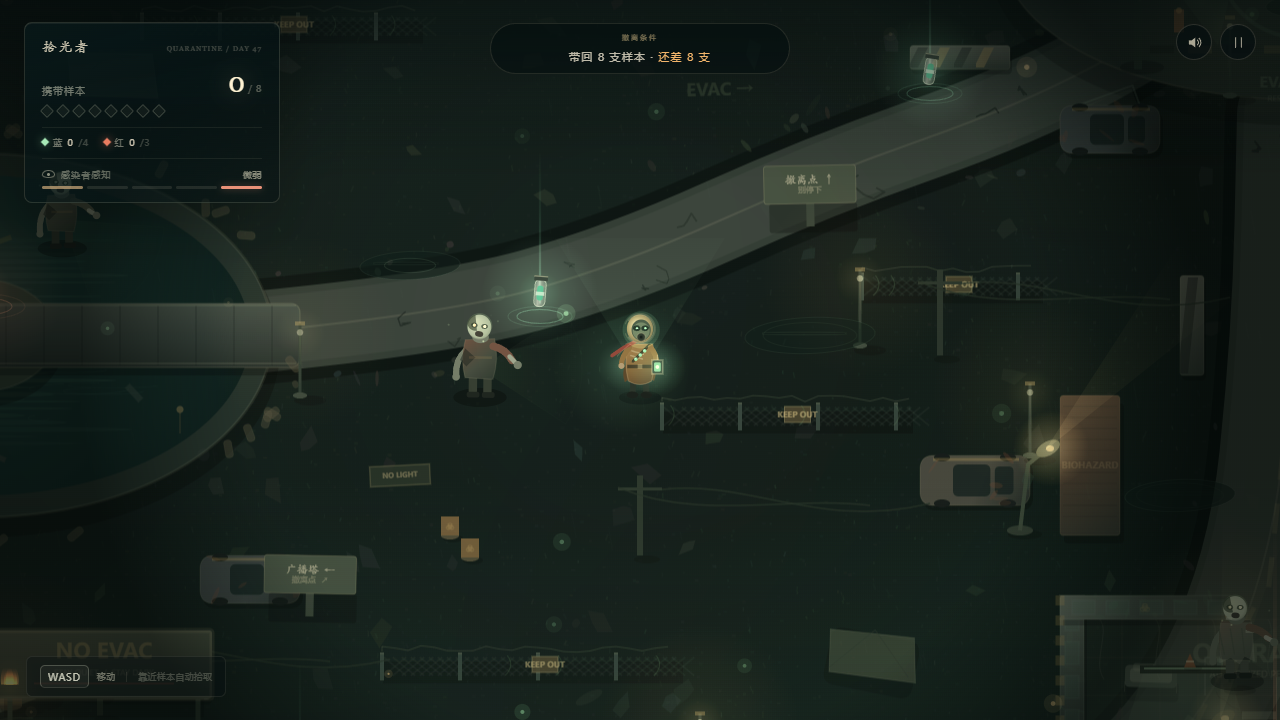 KEEP OUT
拾光者
QUARANTINE / DAY 47
携带样本
0 / 8
蓝 0 /4
红 0 /3
感染者感知
微弱
撤离条件
带回 8 支样本 · 还差 8 支
EVAC →
撤离点 ↑
别停下
KEEP OUT
KEEP OUT
BIOHAZARD
NO LIGHT
广播塔 ←
撤离点 ↗
NO EVAC
KEEP OUT
WASD
移动
靠近样本自动拾取